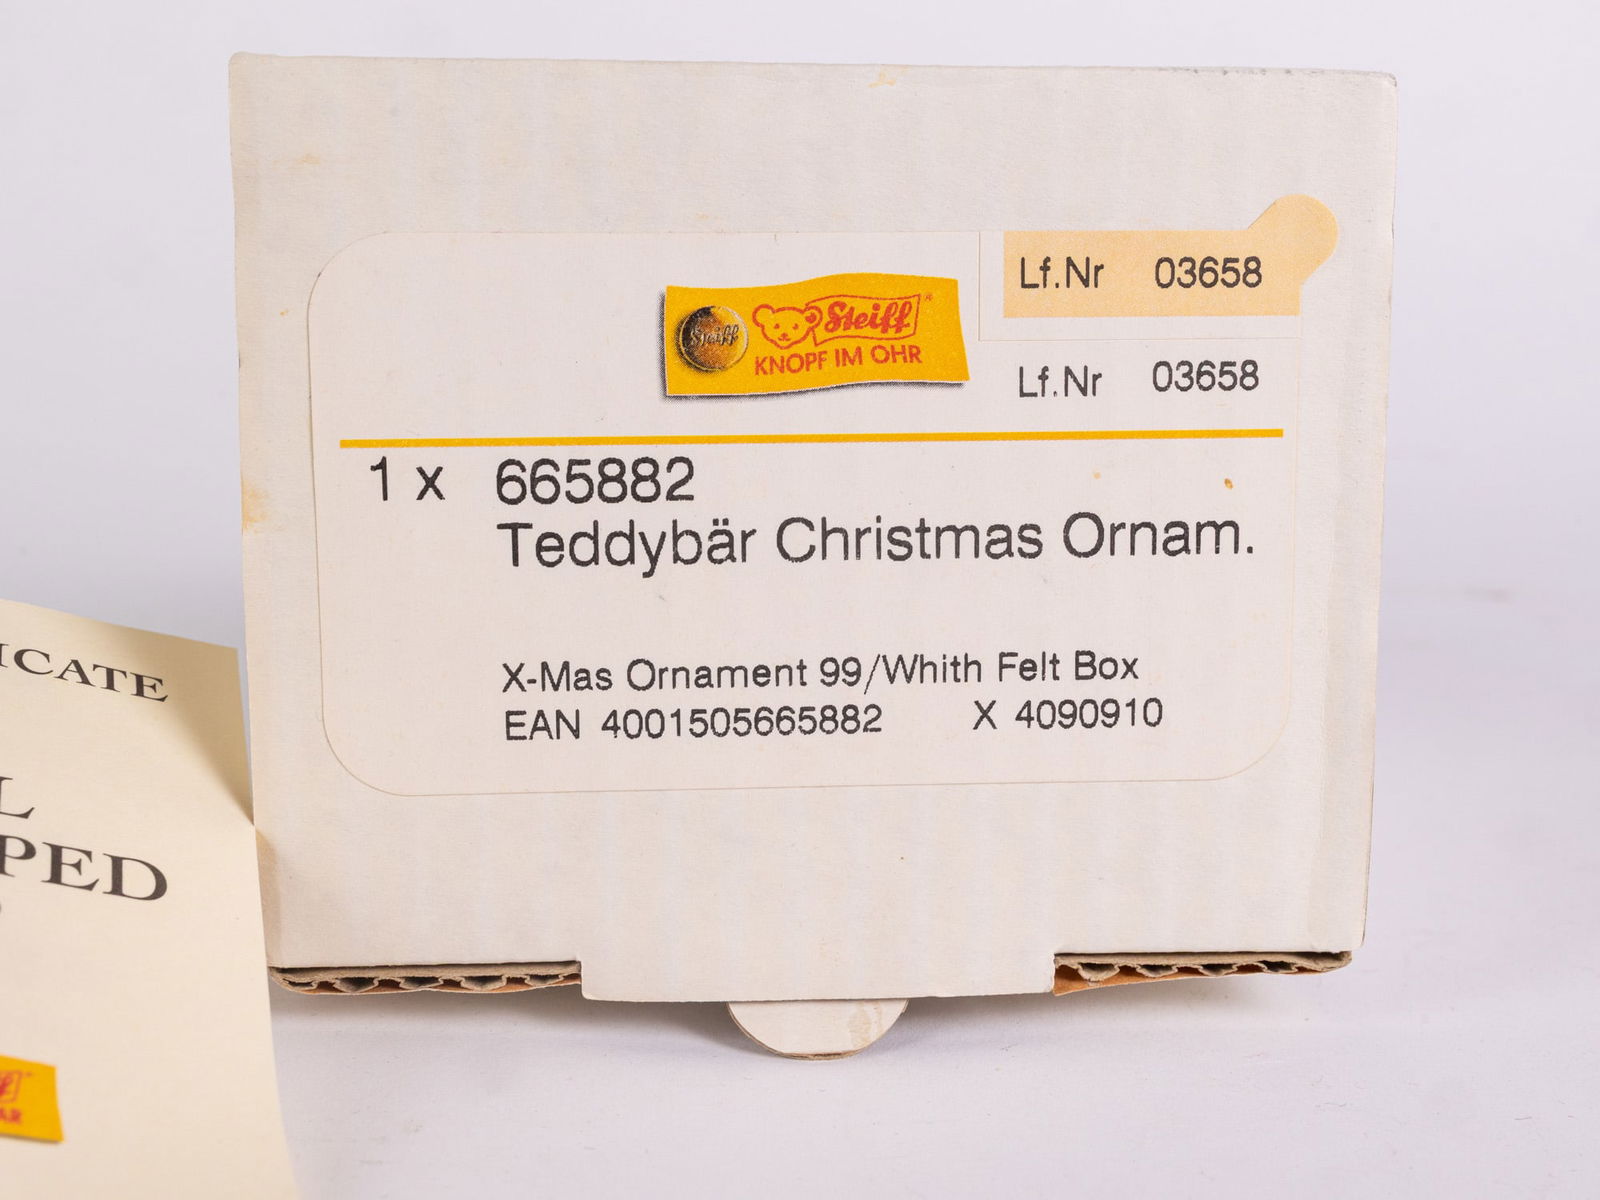 Steiff
Steiff®
KNOPF IM OHR
Lf.Nr 03658
Lf.Nr 03658
1 x 665882
Teddybär Christmas Ornam.
X-Mas Ornament 99/Whith Felt Box
EAN 4001505665882 X 4090910
ICATE
L
PED